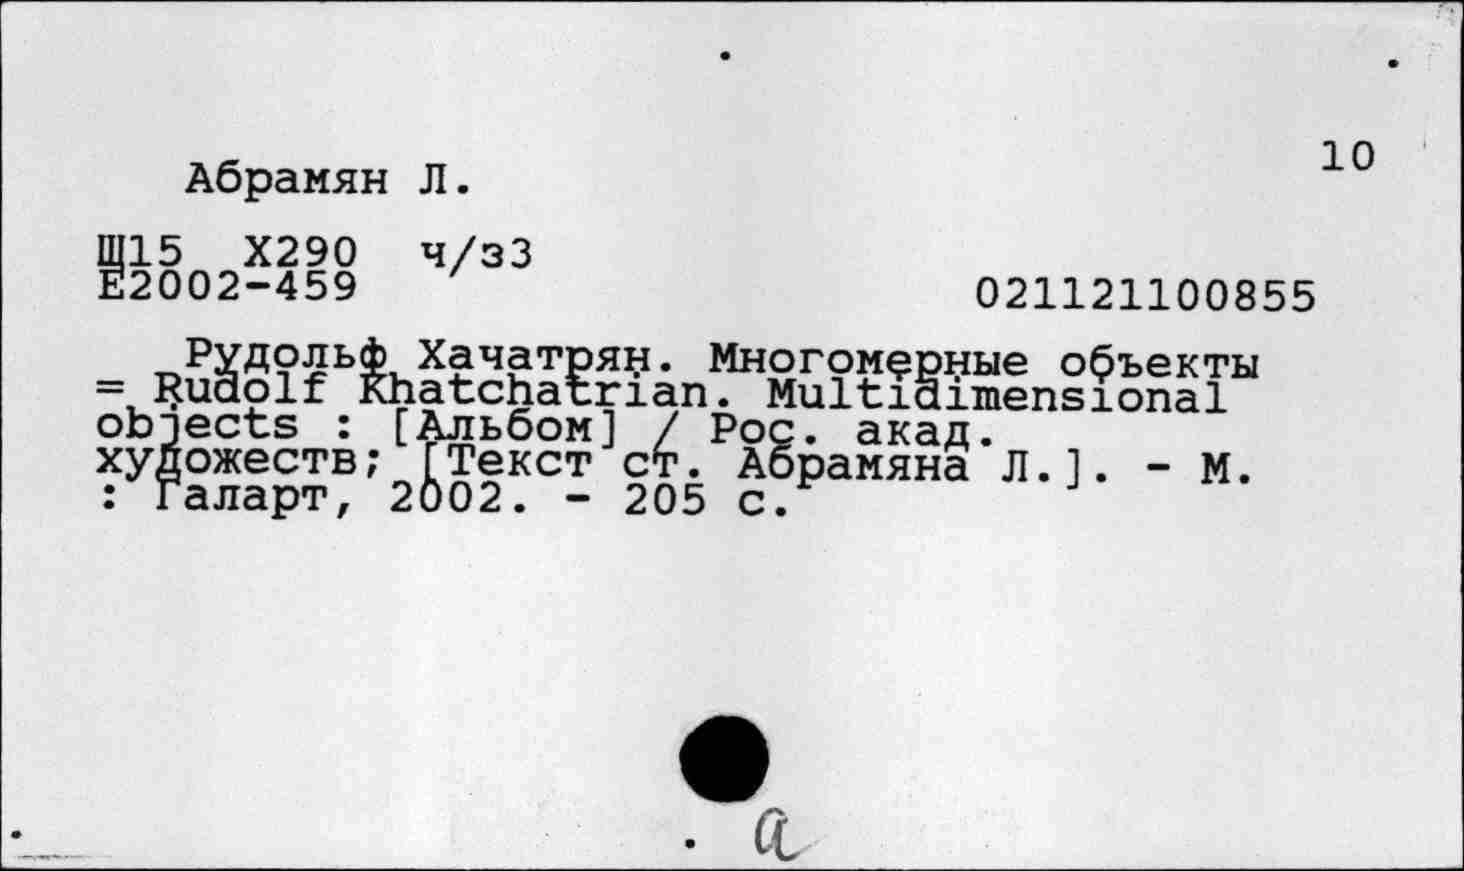 10
Абрамян Л.
Ш15 Х290 ч/з3
Е2002-459
021121100855
Рудольф Хачатрян. Многомерные объекты
= Rudolf Khatchatrian. Multidimensional
objects : [Альбом] / Рос. акад.
художеств; [Текст ст. Абрамяна Л.]. - М.
: Галарт, 2002. - 205 с.
а